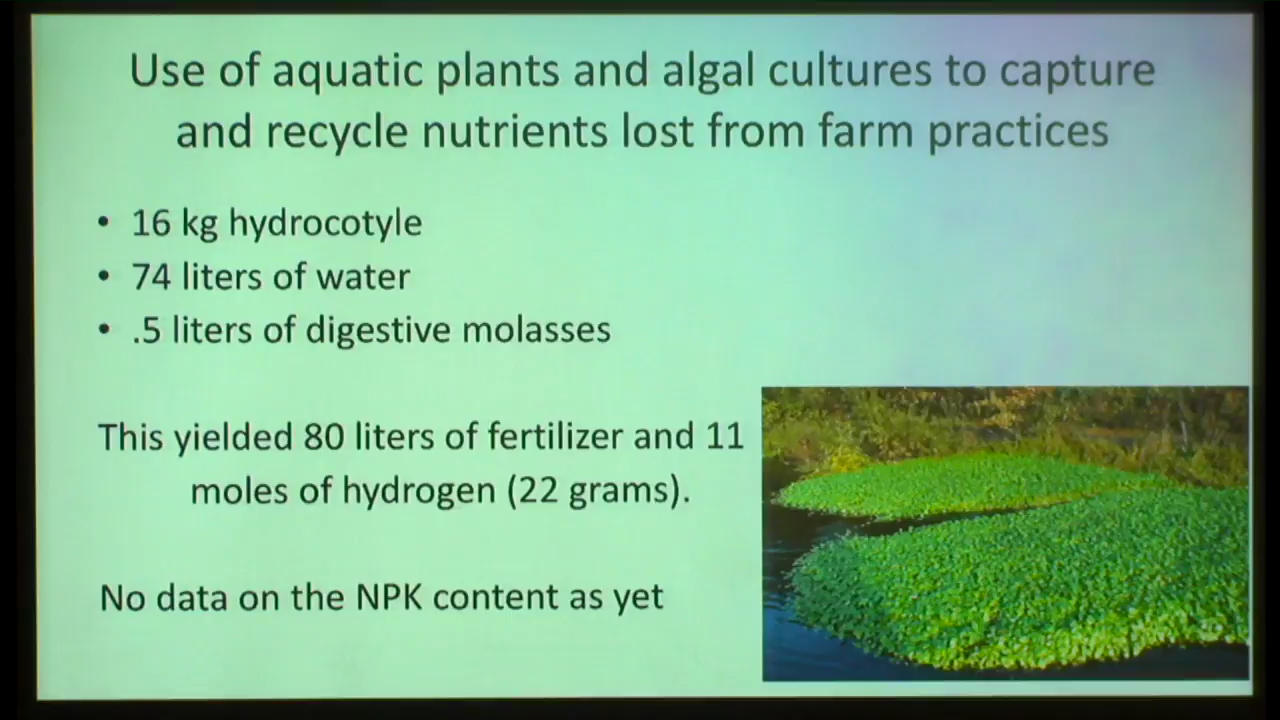 Use of aquatic plants and algal cultures to capture
and recycle nutrients lost from farm practices
• 16 kg hydrocotyle
• 74 liters of water
• .5 liters of digestive molasses
This yielded 80 liters of fertilizer and 11
moles of hydrogen (22 grams).
No data on the NPK content as yet